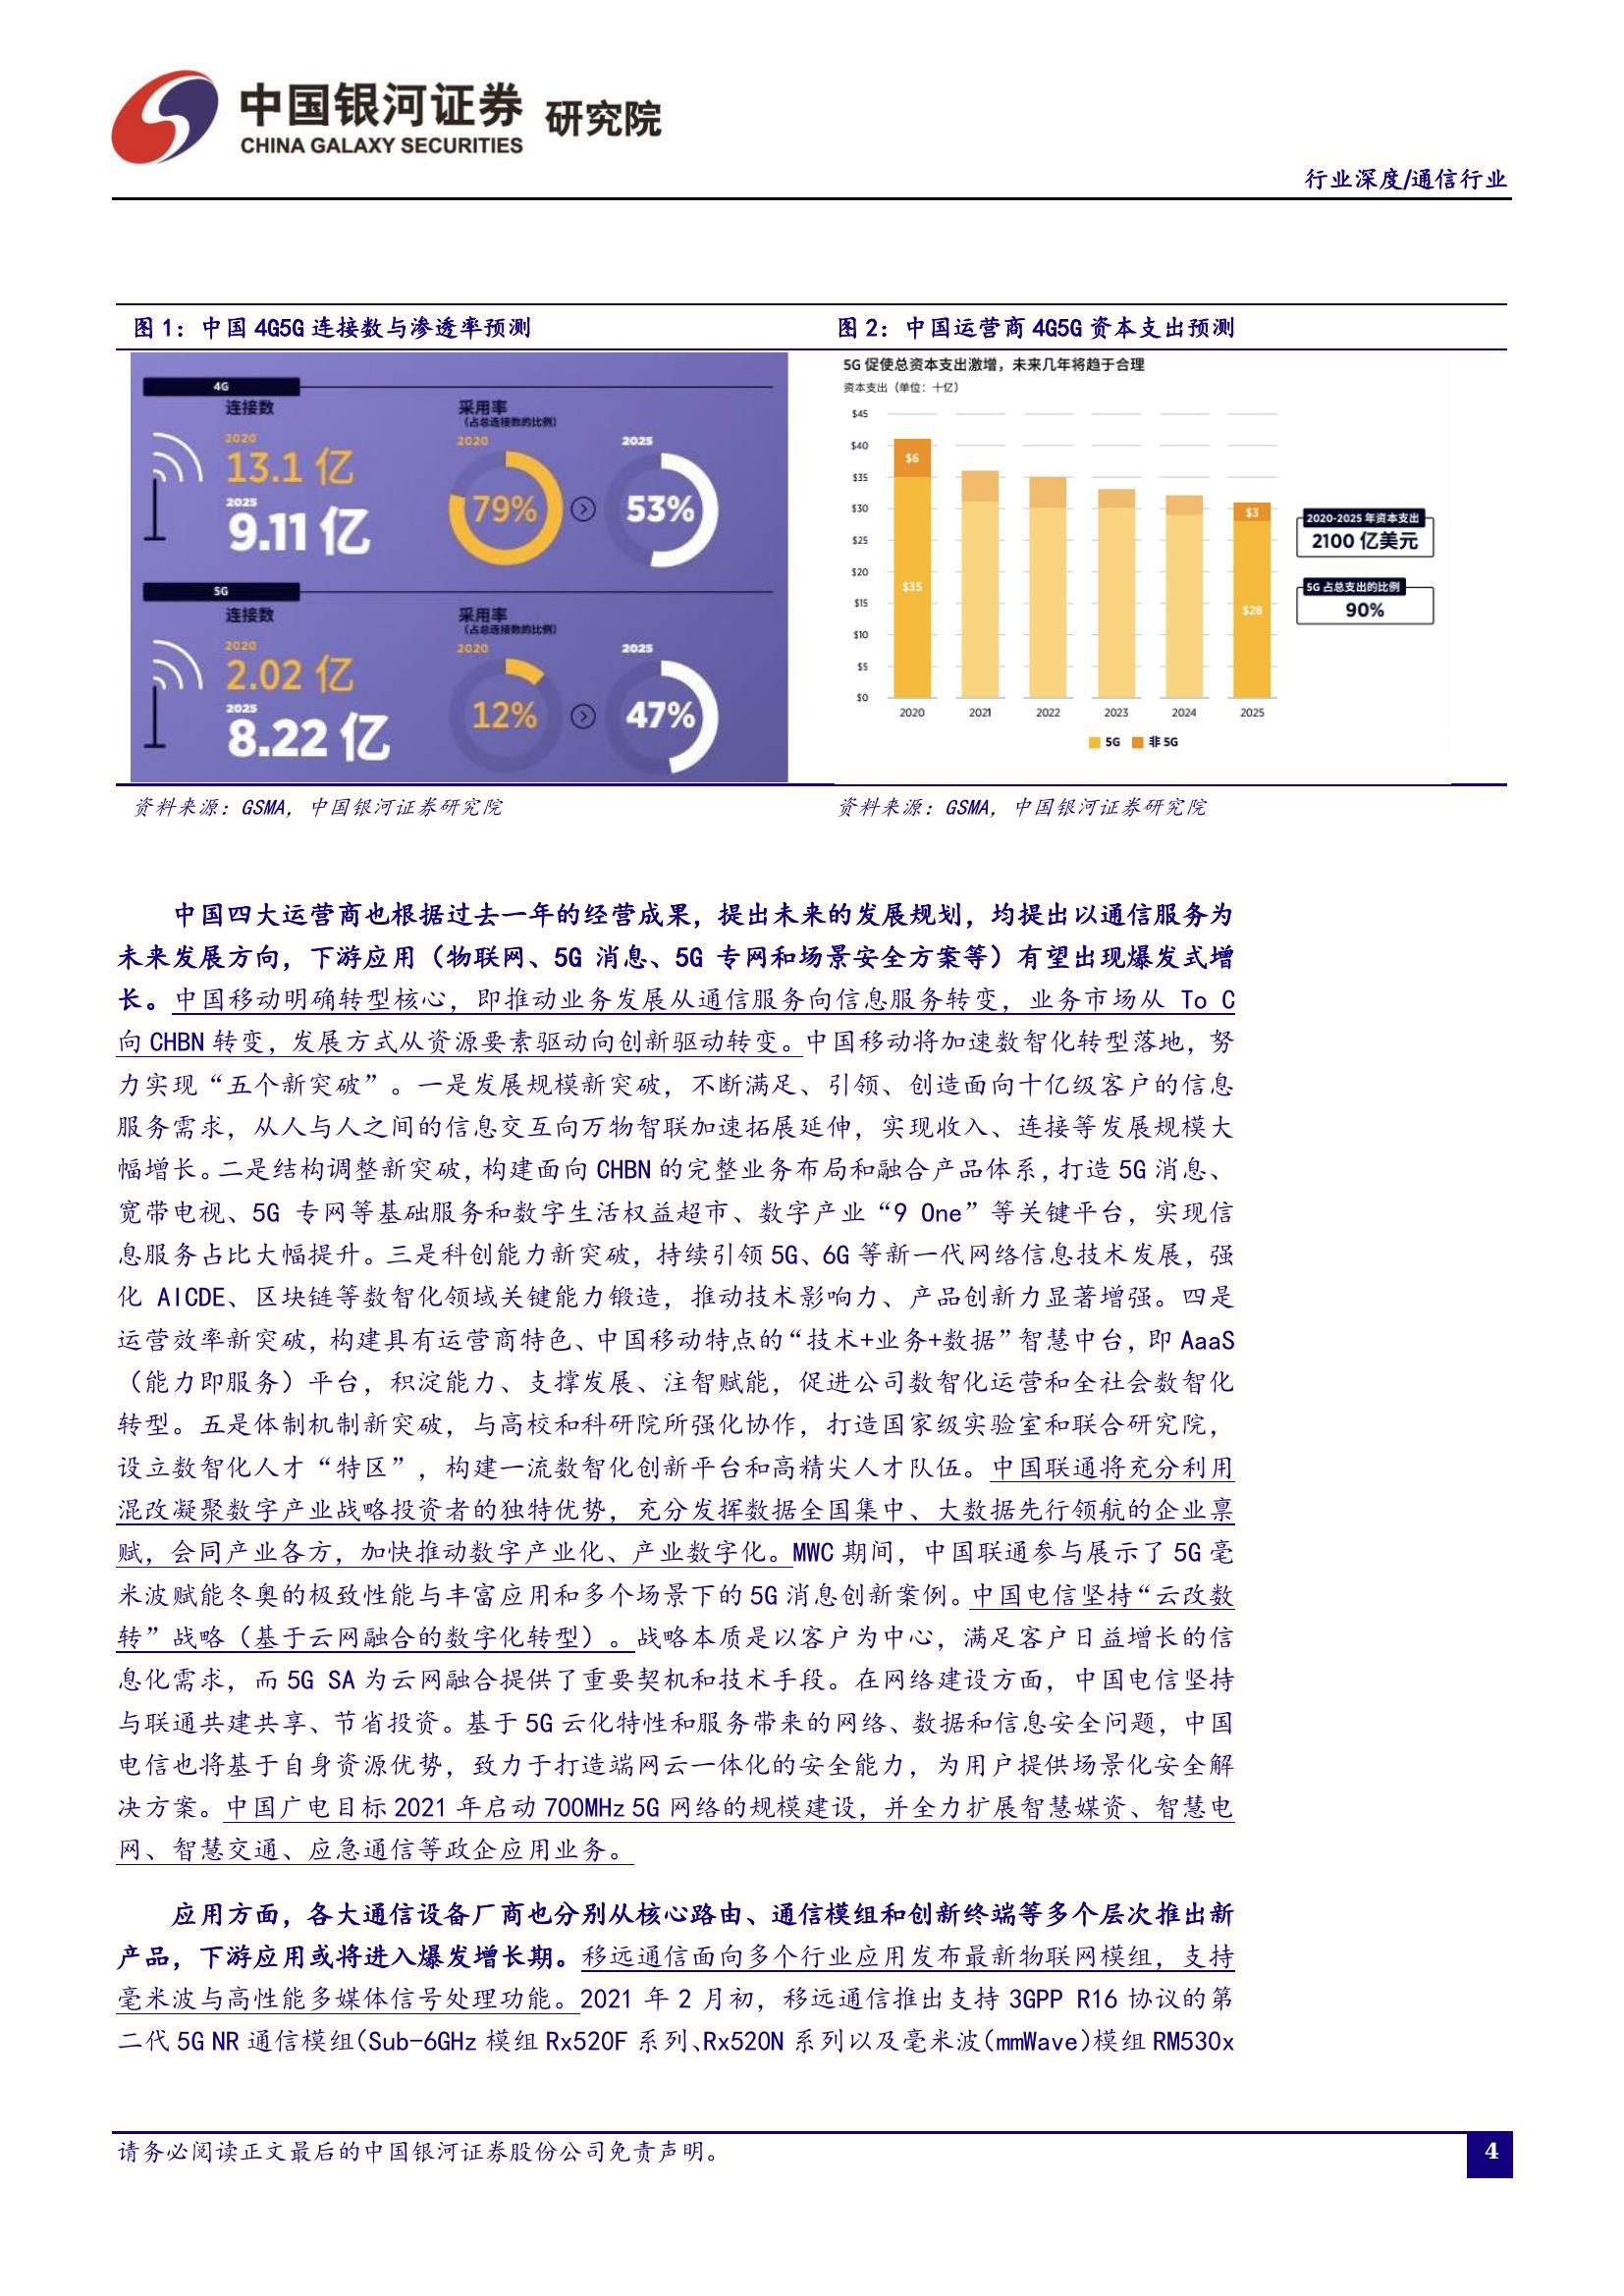 中国银河证券 研究院
CHINA GALAXY SECURITIES
行业深度/通信行业
图 1：中国 4G5G 连接数与渗透率预测
4G
连接数
2020
13.1 亿
2025
9.11 亿
采用率
（占总连接数的比例）
2020
79%
2025
53%
5G
连接数
2020
2.02 亿
2025
8.22 亿
采用率
（占总连接数的比例）
2020
12%
2025
47%
资料来源：GSMA，中国银河证券研究院
图 2：中国运营商 4G5G 资本支出预测
5G 促使总资本支出激增，未来几年将趋于合理
资本支出（单位：十亿）
$45
$40
$35
$30
$25
$20
$15
$10
$5
$0
$6
$35
$3
$28
2020 2021 2022 2023 2024 2025
5G 非 5G
2020-2025 年资本支出
2100 亿美元
5G 占总支出的比例
90%
资料来源：GSMA，中国银河证券研究院
中国四大运营商也根据过去一年的经营成果，提出未来的发展规划，均提出以通信服务为
未来发展方向，下游应用（物联网、5G 消息、5G 专网和场景安全方案等）有望出现爆发式增
长。中国移动明确转型核心，即推动业务发展从通信服务向信息服务转变，业务市场从 To C
向 CHBN 转变，发展方式从资源要素驱动向创新驱动转变。中国移动将加速数智化转型落地，努
力实现“五个新突破”。一是发展规模新突破，不断满足、引领、创造面向十亿级客户的信息
服务需求，从人与人之间的信息交互向万物智联加速拓展延伸，实现收入、连接等发展规模大
幅增长。二是结构调整新突破，构建面向 CHBN 的完整业务布局和融合产品体系，打造 5G 消息、
宽带电视、5G 专网等基础服务和数字生活权益超市、数字产业“9 One”等关键平台，实现信
息服务占比大幅提升。三是科创能力新突破，持续引领 5G、6G 等新一代网络信息技术发展，强
化 AICDE、区块链等数智化领域关键能力锻造，推动技术影响力、产品创新力显著增强。四是
运营效率新突破，构建具有运营商特色、中国移动特点的“技术+业务+数据”智慧中台，即 AaaS
（能力即服务）平台，积淀能力、支撑发展、注智赋能，促进公司数智化运营和全社会数智化
转型。五是体制机制新突破，与高校和科研院所强化协作，打造国家级实验室和联合研究院，
设立数智化人才“特区”，构建一流数智化创新平台和高精尖人才队伍。中国联通将充分利用
混改凝聚数字产业战略投资者的独特优势，充分发挥数据全国集中、大数据先行领航的企业禀
赋，会同产业各方，加快推动数字产业化、产业数字化。MWC 期间，中国联通参与展示了 5G 毫
米波赋能冬奥的极致性能与丰富应用和多个场景下的 5G 消息创新案例。中国电信坚持“云改数
转”战略（基于云网融合的数字化转型）。战略本质是以客户为中心，满足客户日益增长的信
息化需求，而 5G SA 为云网融合提供了重要契机和技术手段。在网络建设方面，中国电信坚持
与联通共建共享、节省投资。基于 5G 云化特性和服务带来的网络、数据和信息安全问题，中国
电信也将基于自身资源优势，致力于打造端网云一体化的安全能力，为用户提供场景化安全解
决方案。中国广电目标 2021 年启动 700MHz 5G 网络的规模建设，并全力扩展智慧媒资、智慧电
网、智慧交通、应急通信等政企应用业务。
应用方面，各大通信设备厂商也分别从核心路由、通信模组和创新终端等多个层次推出新
产品，下游应用或将进入爆发增长期。移远通信面向多个行业应用发布最新物联网模组，支持
毫米波与高性能多媒体信号处理功能。2021 年 2 月初，移远通信推出支持 3GPP R16 协议的第
二代 5G NR 通信模组（Sub-6GHz 模组 Rx520F 系列、Rx520N 系列以及毫米波（mmWave）模组 RM530x
请务必阅读正文最后的中国银河证券股份公司免责声明。
4